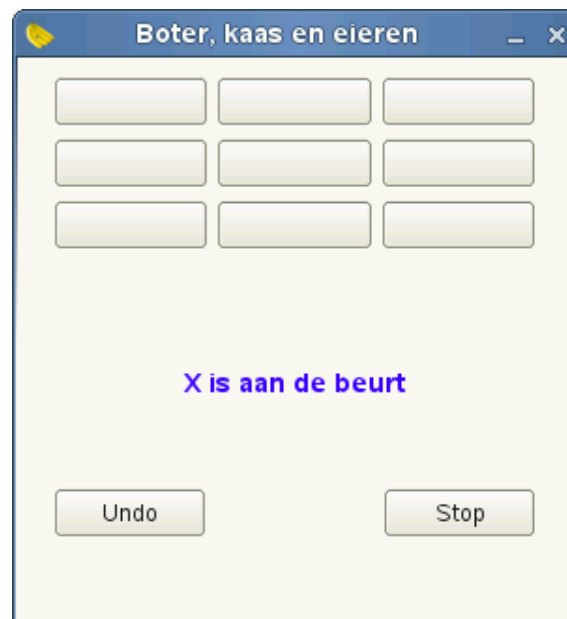 Boter, kaas en eieren
X is aan de beurt
Undo Stop